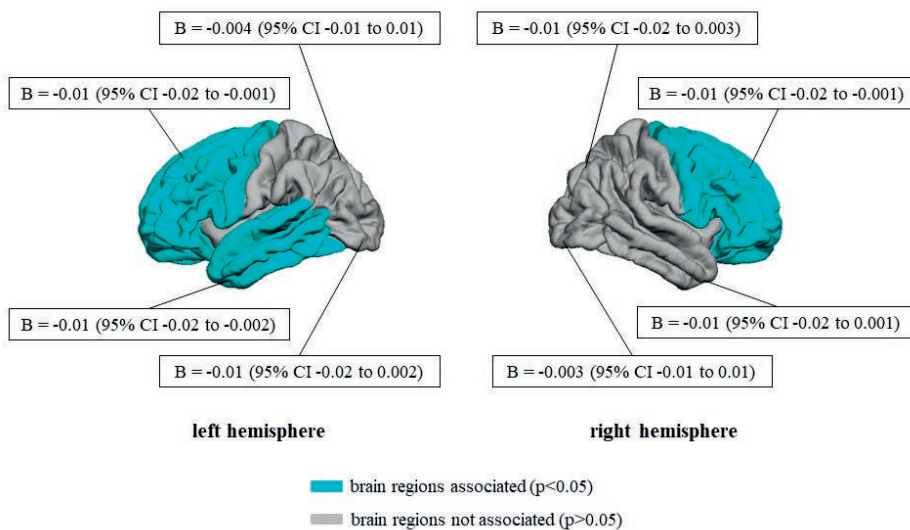 B = -0.004 (95% CI -0.01 to 0.01)
B = -0.01 (95% CI -0.02 to 0.003)
B = -0.01 (95% CI -0.02 to -0.001)
B = -0.01 (95% CI -0.02 to -0.001)
B = -0.01 (95% CI -0.02 to -0.002)
B = -0.01 (95% CI -0.02 to 0.001)
B = -0.01 (95% CI -0.02 to 0.002)
B = -0.003 (95% CI -0.01 to 0.01)
left hemisphere
right hemisphere
brain regions associated (p<0.05)
brain regions not associated (p>0.05)